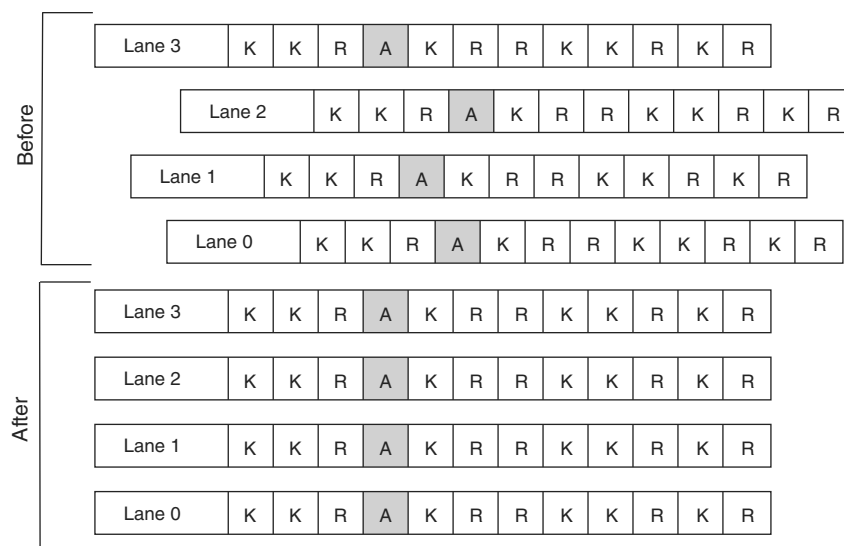 Before
Lane 3 K K R A K R R K K R K R
Lane 2 K K R A K R R K K R K R
Lane 1 K K R A K R R K K R K R
Lane 0 K K R A K R R K K R K R
After
Lane 3 K K R A K R R K K R K R
Lane 2 K K R A K R R K K R K R
Lane 1 K K R A K R R K K R K R
Lane 0 K K R A K R R K K R K R